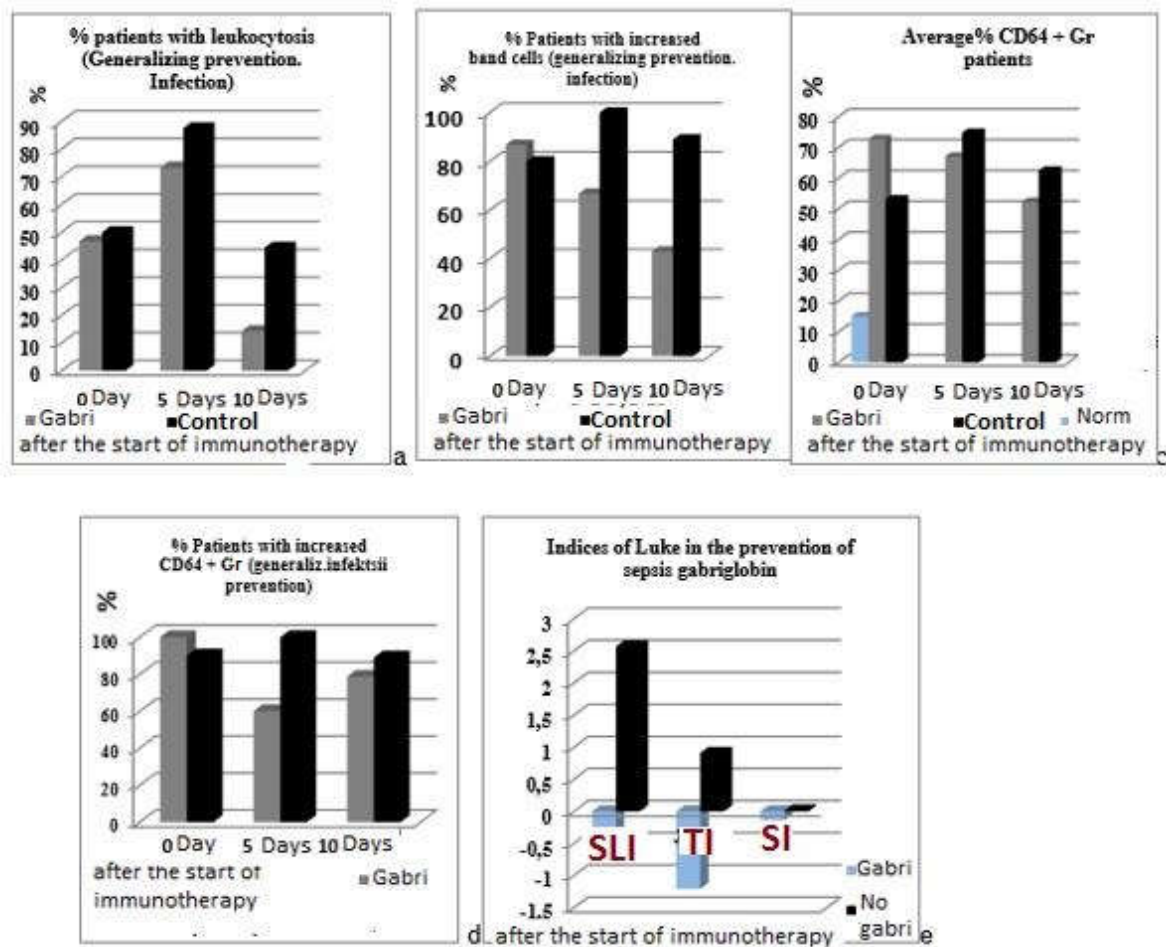 % patients with leukocytosis
(Generalizing prevention.
Infection)
%
90
80
70
60
50
40
30
20
10
0
0 Day 5 Days 10 Days
Gabri Control
after the start of immunotherapy
a
% Patients with increased
band cells (generalizing prevention.
infection)
%
100
80
60
40
20
0
0 Day 5 Days 10 Days
Gabri Control
after the start of immunotherapy
Average% CD64 + Gr
patients
%
80
70
60
50
40
30
20
10
0
0 Day 5 Days 10 Days
Gabri Control Norm
after the start of immunotherapy
c
% Patients with increased
CD64 + Gr (generaliz.infektsii
prevention)
%
100
80
60
40
20
0
0 Day 5 Days 10 Days
after the start of
immunotherapy
Gabri
d
Indices of Luke in the prevention of
sepsis gabriglobin
3
2,5
2
1,5
1
0,5
0
-0,5
-1
-1.5
SLI TI SI
Gabri
No
gabri
after the start of immunotherapy
e